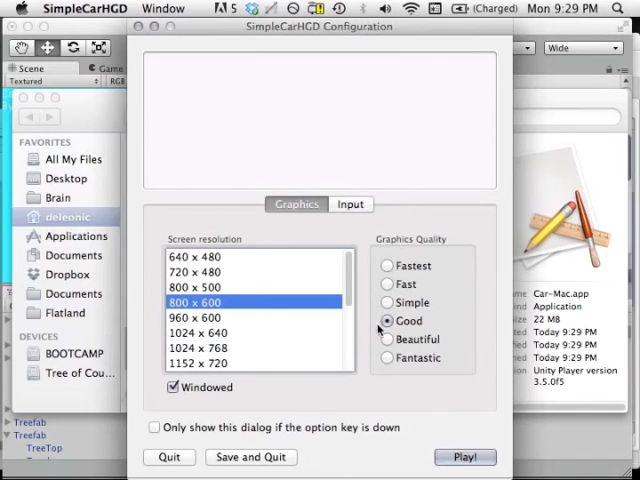 SimpleCarHGD Window 5 (Charged) Mon 9:29 PM
SimpleCarHGD Configuration
Scene Game Wide
Textured RGB
FAVORITES
All My Files
Desktop
Brain
deleonic
Applications
Documents
Dropbox
Documents
Flatland
DEVICES
BOOTCAMP
Tree of Cou...
Treefab
Treefab
TreeTop
Graphics Input
Screen resolution
640 x 480
720 x 480
800 x 500
800 x 600
960 x 600
1024 x 640
1024 x 768
1152 x 720
Windowed
Graphics Quality
Fastest
Fast
Simple
Good
Beautiful
Fantastic
Only show this dialog if the option key is down
Quit Save and Quit Play!
Car-Mac.app
Application
22 MB
Today 9:29 PM
Today 9:29 PM
Today 9:29 PM
Unity Player version
3.5.0f5